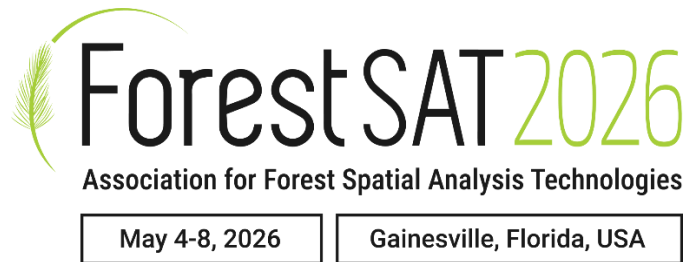 ForestSAT2026
Association for Forest Spatial Analysis Technologies
May 4-8, 2026
Gainesville, Florida, USA